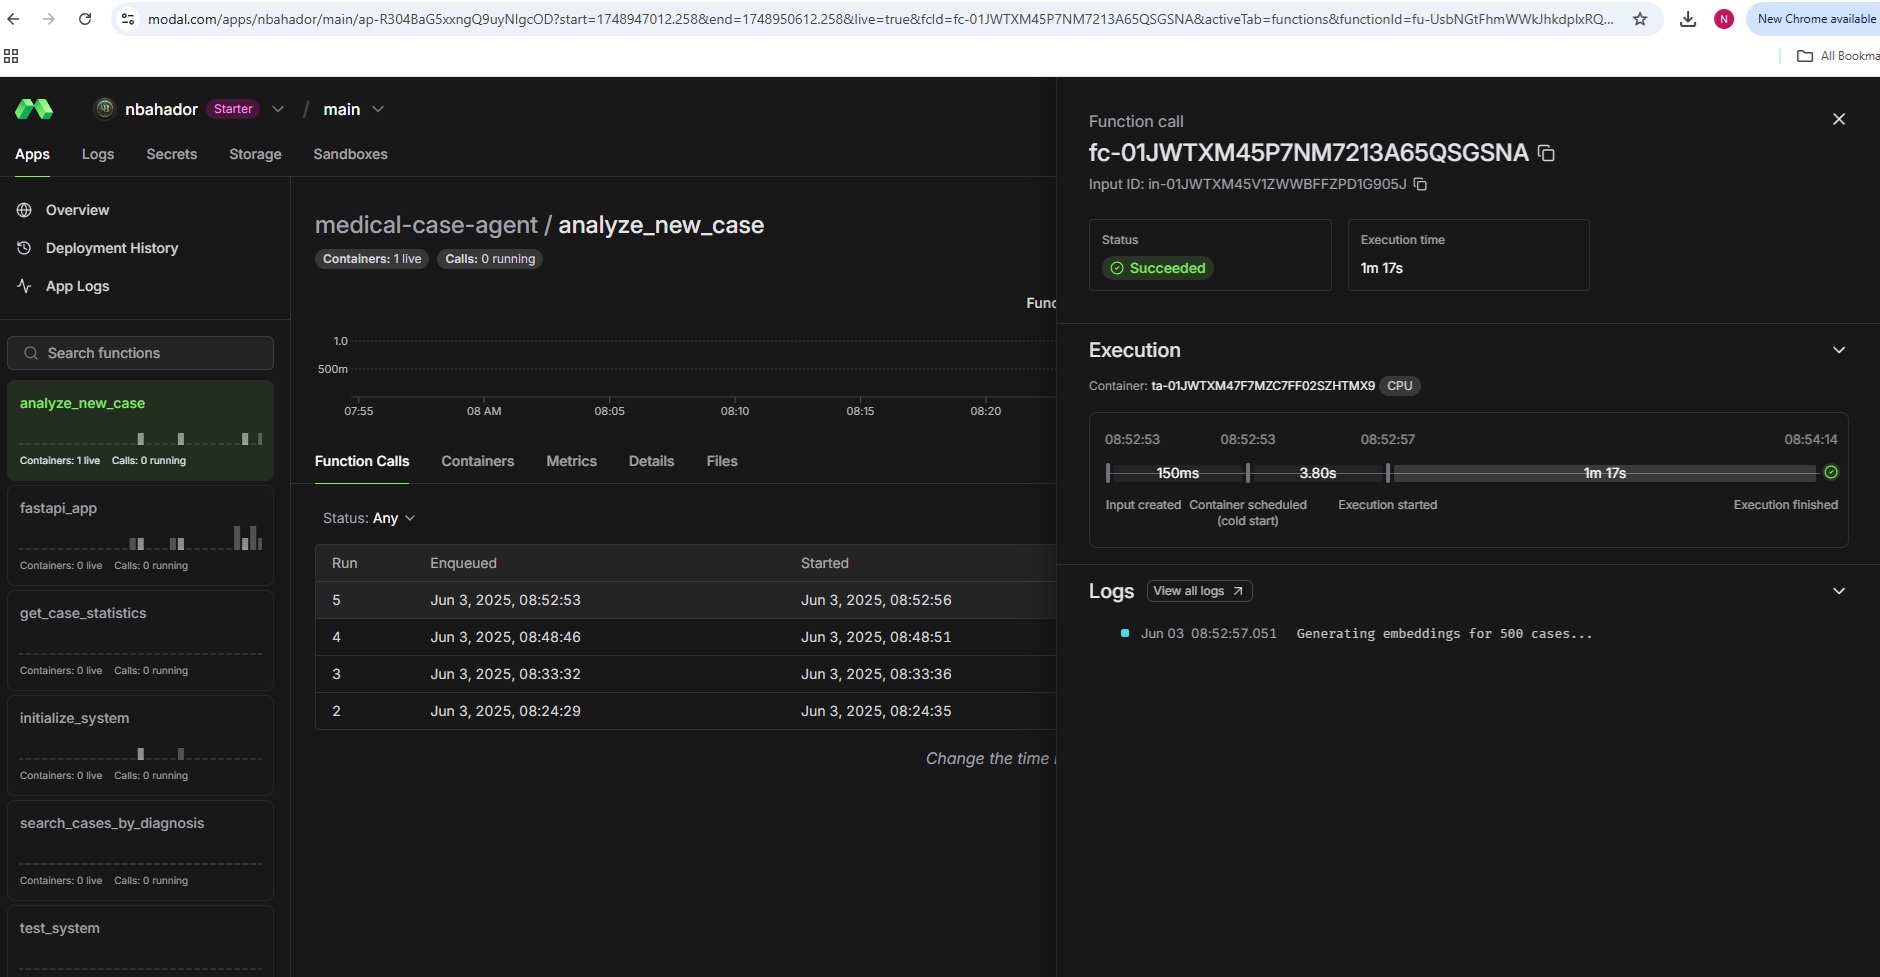 modal.com/apps/nbahador/main/ap-R304BaG5xxngQ9uyNlgcOD?start=1748947012.258&end=1748950612.258&live=true&fcId=fc-01JWTXM45P7NM7213A65QSGSNA&activeTab=functions&functionId=fu-UsbNGtFhmWWkJhkdplxRQ...
N
New Chrome available
All Bookma
nbahador Starter / main
Apps Logs Secrets Storage Sandboxes
Overview
Deployment History
App Logs
Search functions
analyze_new_case
Containers: 1 live Calls: 0 running
fastapi_app
Containers: 0 live Calls: 0 running
get_case_statistics
Containers: 0 live Calls: 0 running
initialize_system
Containers: 0 live Calls: 0 running
search_cases_by_diagnosis
Containers: 0 live Calls: 0 running
test_system
medical-case-agent / analyze_new_case
Containers: 1 live Calls: 0 running
Func
1.0
500m
07:55 08 AM 08:05 08:10 08:15 08:20
Function Calls Containers Metrics Details Files
Status: Any
Run Enqueued Started
5 Jun 3, 2025, 08:52:53 Jun 3, 2025, 08:52:56
4 Jun 3, 2025, 08:48:46 Jun 3, 2025, 08:48:51
3 Jun 3, 2025, 08:33:32 Jun 3, 2025, 08:33:36
2 Jun 3, 2025, 08:24:29 Jun 3, 2025, 08:24:35
Change the time
Function call
fc-01JWTXM45P7NM7213A65QSGSNA
Input ID: in-01JWTXM45V1ZWWBFFZPD1G905J
Status
Succeeded
Execution time
1m 17s
Execution
Container: ta-01JWTXM47F7MZC7FF02SZHTMX9 CPU
08:52:53 08:52:53 08:52:57 08:54:14
150ms 3.80s 1m 17s
Input created Container scheduled Execution started Execution finished
(cold start)
Logs View all logs
Jun 03 08:52:57.051 Generating embeddings for 500 cases...